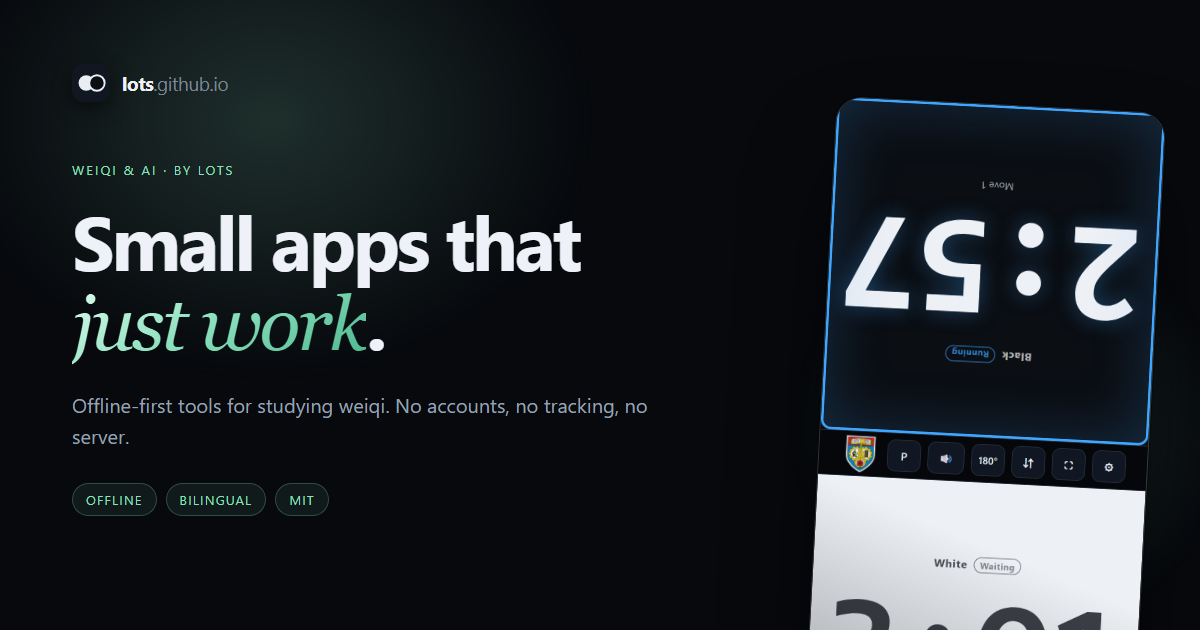 lots.github.io
WEIQI & AI · BY LOTS
Small apps that
just work.
Offline-first tools for studying weiqi. No accounts, no tracking, no
server.
OFFLINE
BILINGUAL
MIT
Move 1
2:57
Black
Running
P
180°
White
Waiting